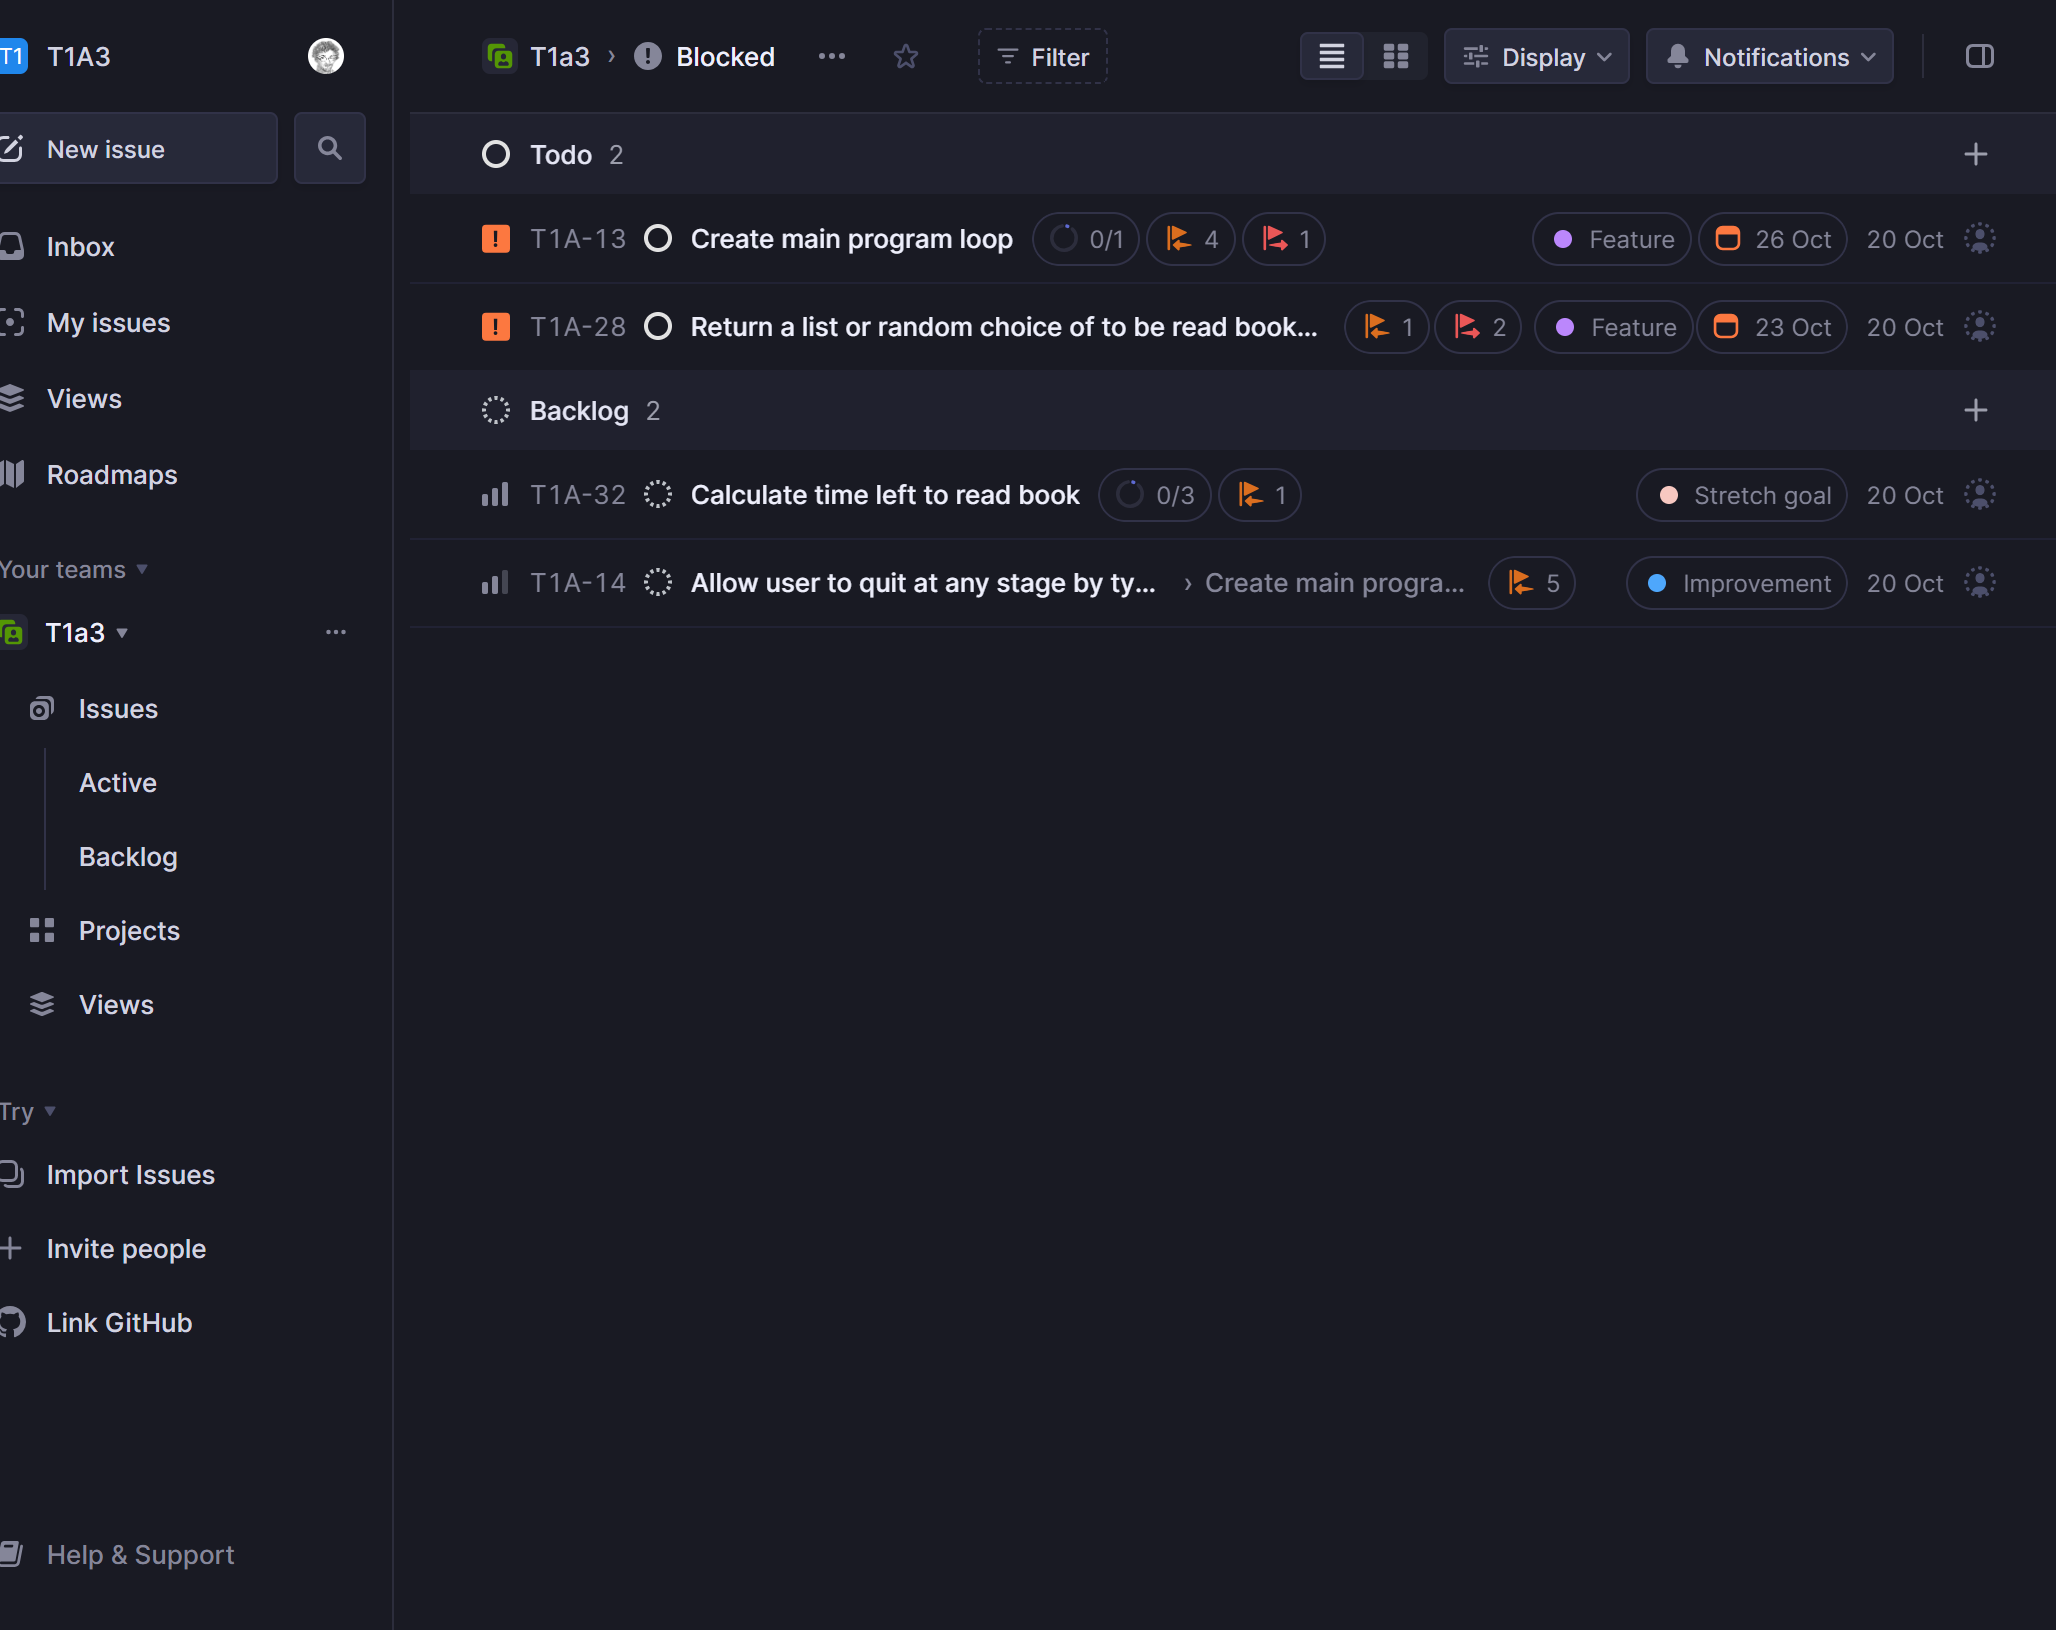 T1 T1A3
New issue
Inbox
My issues
Views
Roadmaps
Your teams
T1a3
Issues
Active
Backlog
Projects
Views
Try
Import Issues
Invite people
Link GitHub
Help & Support
T1a3 › Blocked
Filter
Display
Notifications
Todo 2
T1A-13 Create main program loop 0/1 4 1 Feature 26 Oct 20 Oct
T1A-28 Return a list or random choice of to be read book... 1 2 Feature 23 Oct 20 Oct
Backlog 2
T1A-32 Calculate time left to read book 0/3 1 Stretch goal 20 Oct
T1A-14 Allow user to quit at any stage by ty... › Create main progra... 5 Improvement 20 Oct